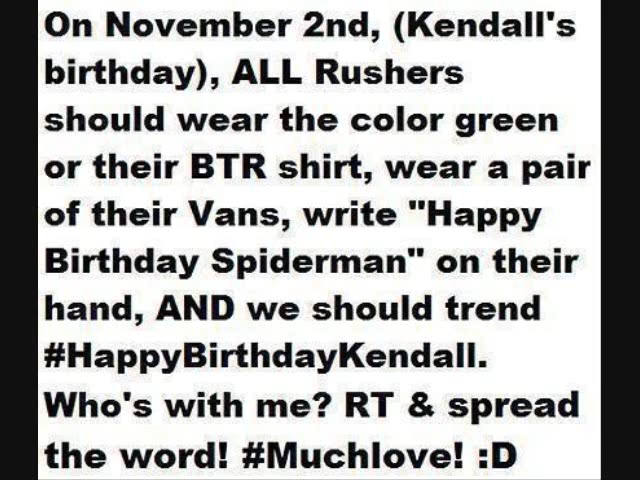 On November 2nd, (Kendall's
birthday), ALL Rushers
should wear the color green
or their BTR shirt, wear a pair
of their Vans, write "Happy
Birthday Spiderman" on their
hand, AND we should trend
#HappyBirthdayKendall.
Who's with me? RT & spread
the word! #Muchlove! :D